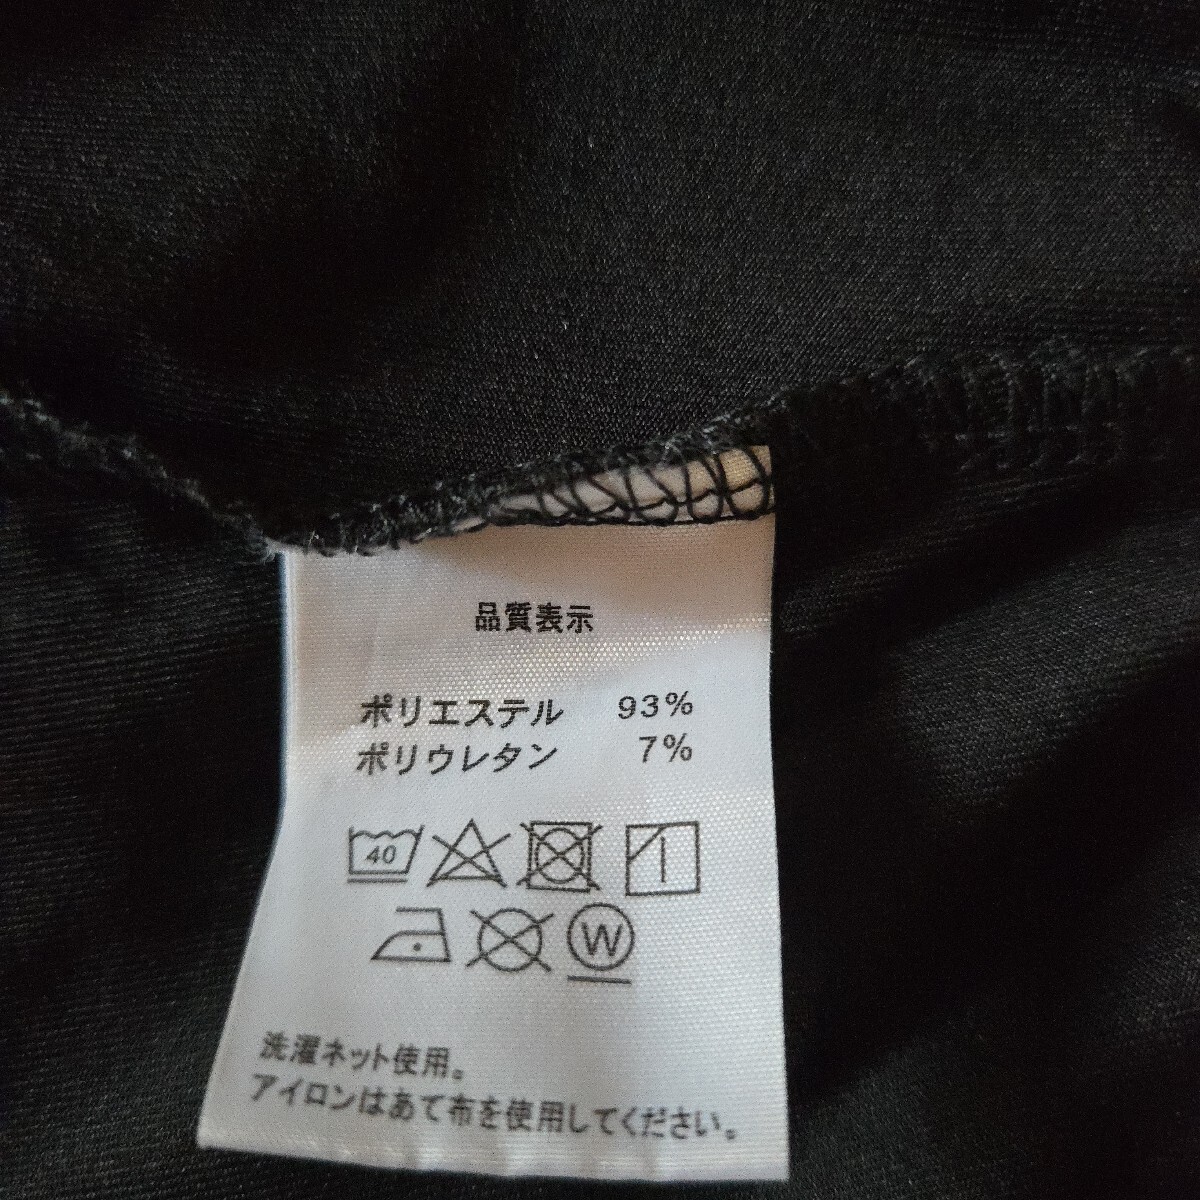 品質表示
ポリエステル 93%
ポリウレタン 7%
40
W
洗濯ネット使用。
アイロンはあて布を使用してください。